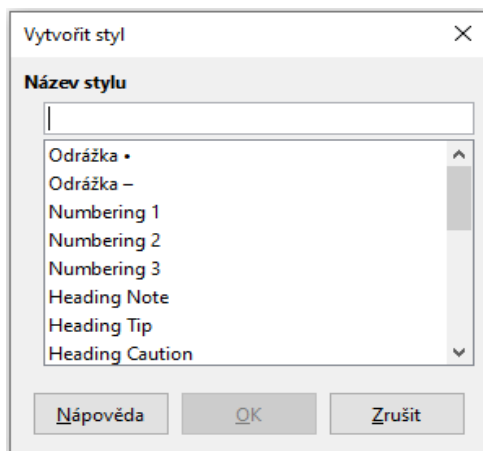 Vytvořit styl
Název stylu
Odrážka •
Odrážka –
Numbering 1
Numbering 2
Numbering 3
Heading Note
Heading Tip
Heading Caution
Nápověda OK Zrušit